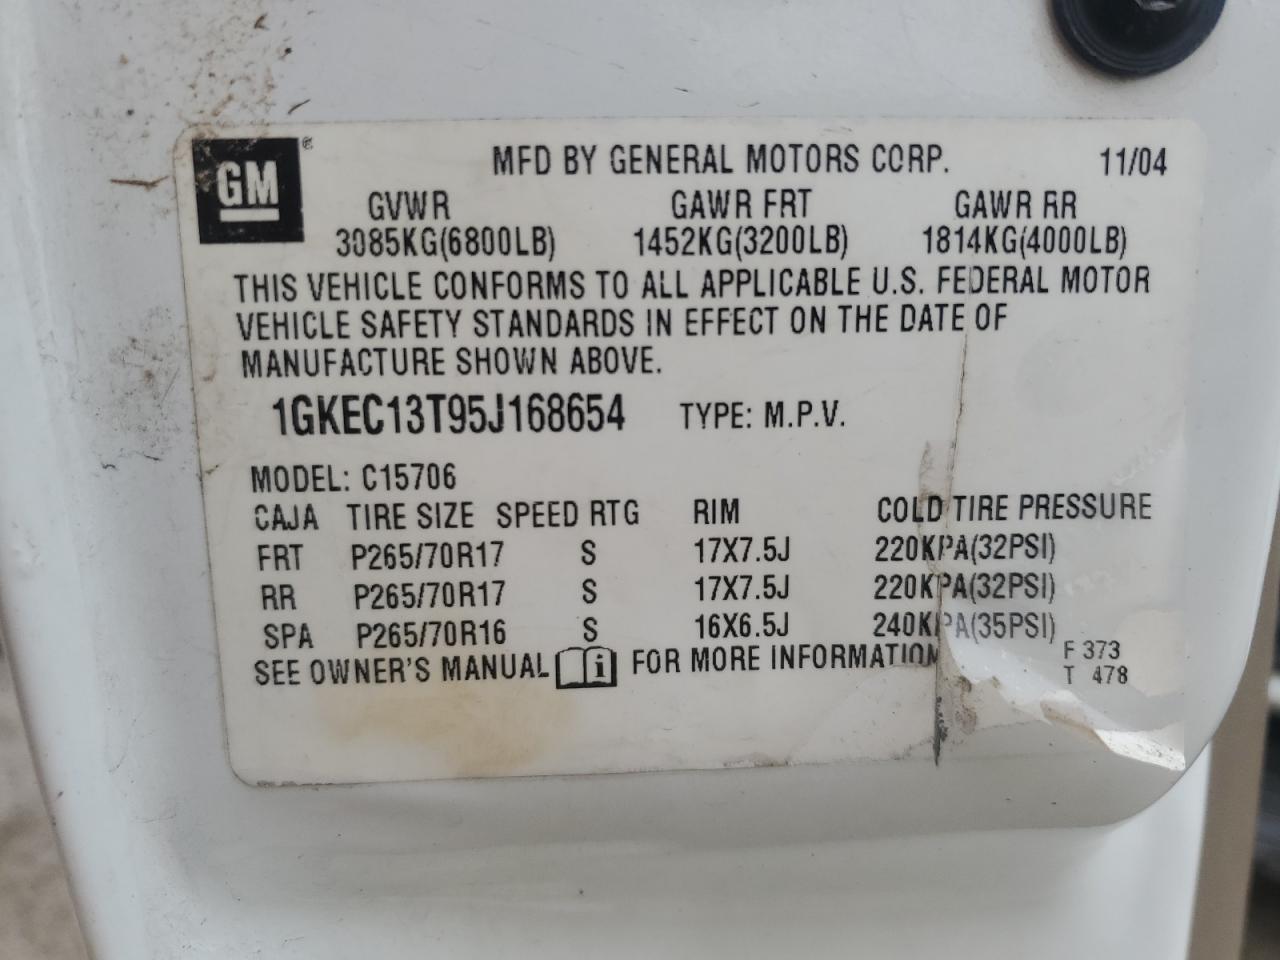 GM ®
MFD BY GENERAL MOTORS CORP. 11/04
GVWR GAWR FRT GAWR RR
3085KG(6800LB) 1452KG(3200LB) 1814KG(4000LB)
THIS VEHICLE CONFORMS TO ALL APPLICABLE U.S. FEDERAL MOTOR
VEHICLE SAFETY STANDARDS IN EFFECT ON THE DATE OF
MANUFACTURE SHOWN ABOVE.
1GKEC13T95J168654 TYPE: M.P.V.
MODEL: C15706
CAJA TIRE SIZE SPEED RTG RIM COLD TIRE PRESSURE
FRT P265/70R17 S 17X7.5J 220KPA(32PSI)
RR P265/70R17 S 17X7.5J 220KPA(32PSI)
SPA P265/70R16 S 16X6.5J 240KPA(35PSI)
SEE OWNER'S MANUAL i FOR MORE INFORMATION
F 373
T 478